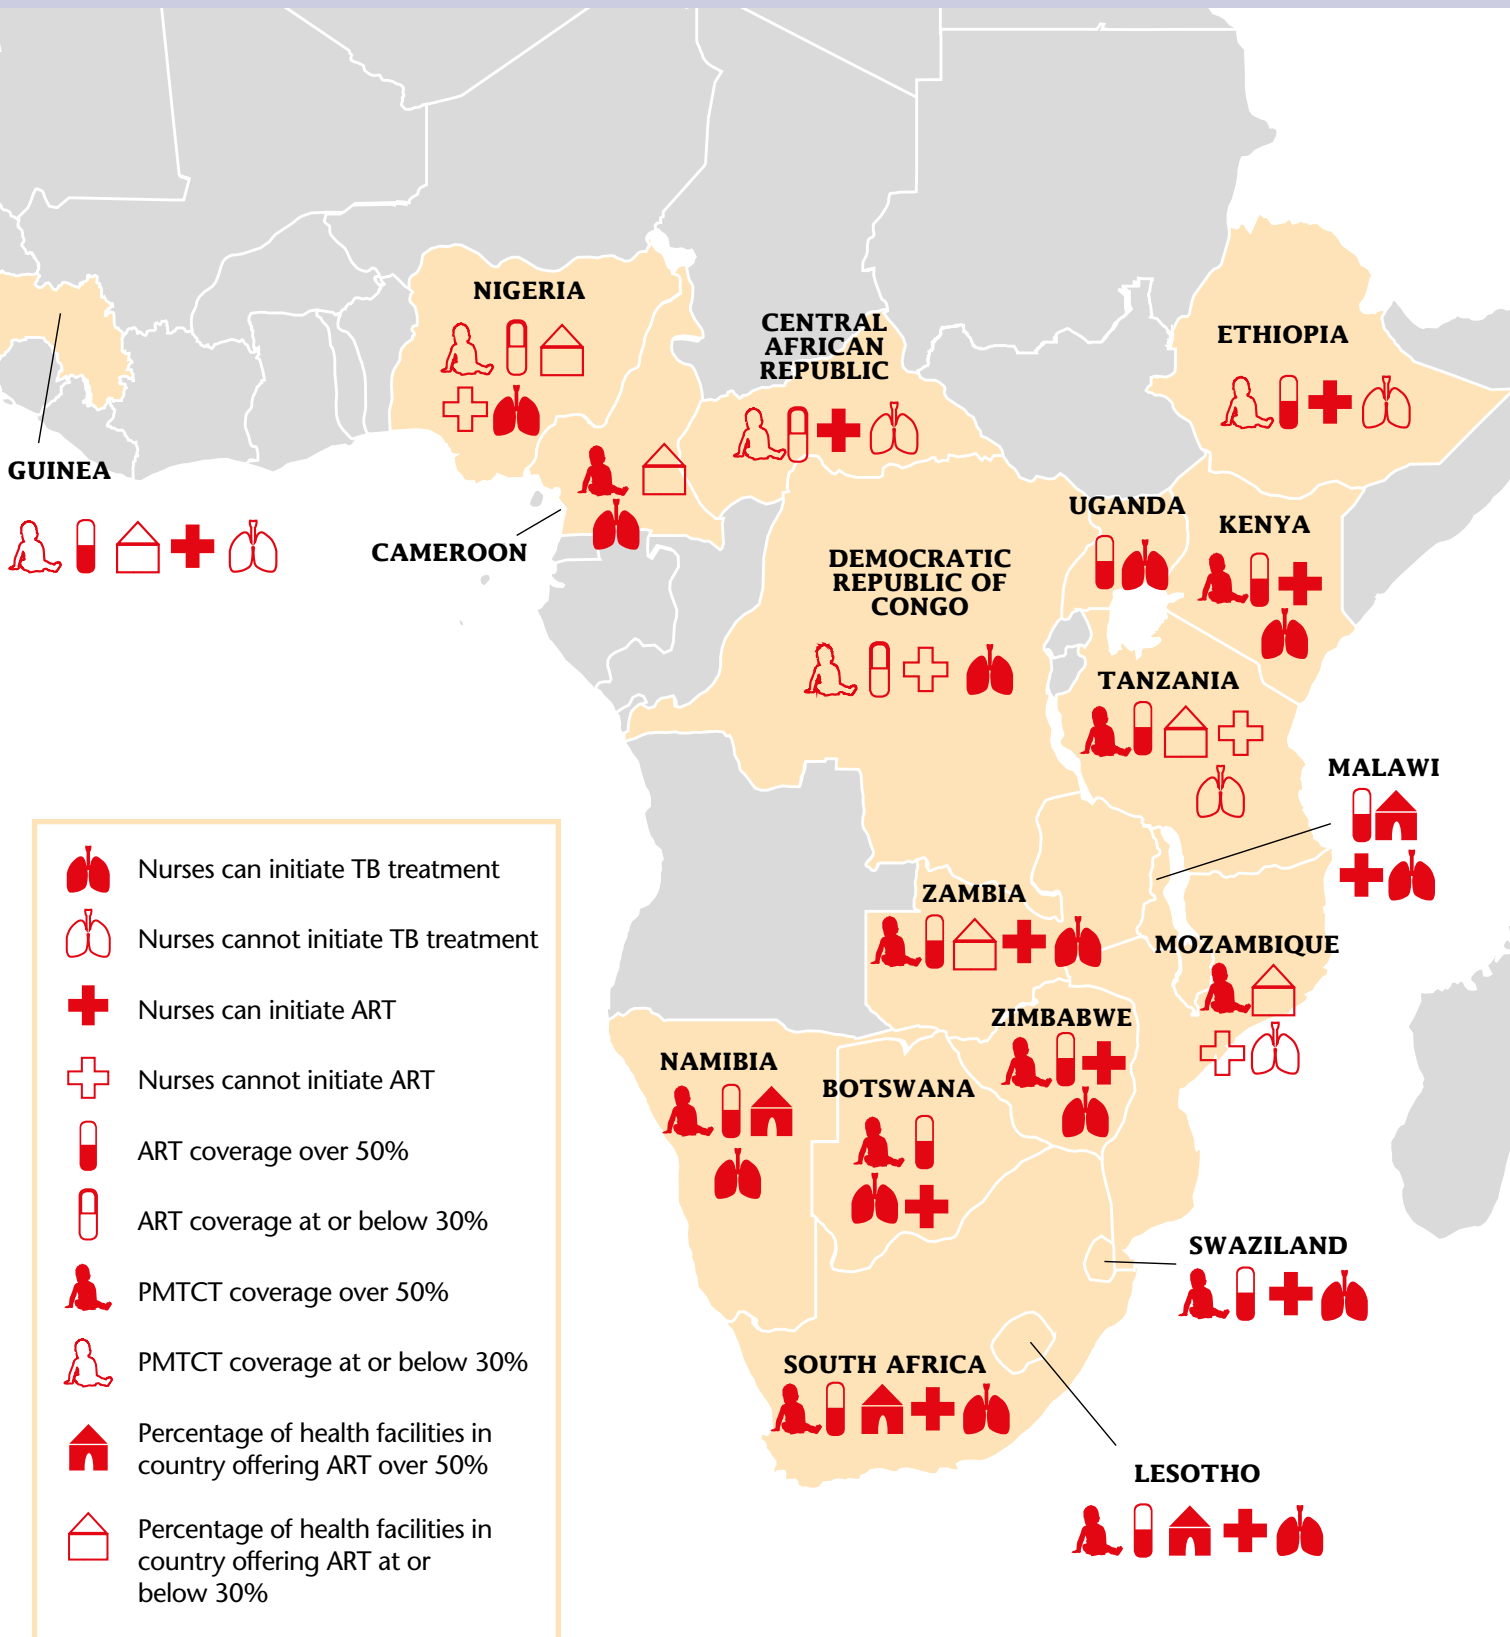 NIGERIA
CENTRAL
AFRICAN
REPUBLIC
ETHIOPIA
GUINEA
CAMEROON
UGANDA
KENYA
DEMOCRATIC
REPUBLIC OF
CONGO
TANZANIA
MALAWI
ZAMBIA
MOZAMBIQUE
ZIMBABWE
NAMIBIA
BOTSWANA
SWAZILAND
SOUTH AFRICA
LESOTHO
Nurses can initiate TB treatment
Nurses cannot initiate TB treatment
Nurses can initiate ART
Nurses cannot initiate ART
ART coverage over 50%
ART coverage at or below 30%
PMTCT coverage over 50%
PMTCT coverage at or below 30%
Percentage of health facilities in
country offering ART over 50%
Percentage of health facilities in
country offering ART at or
below 30%